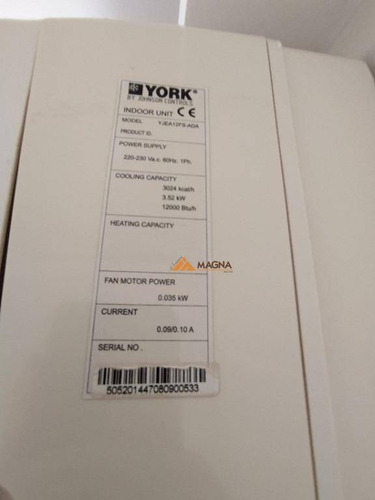 YORK®
BY JOHNSON CONTROLS
INDOOR UNIT CE
MODEL YJEA12FS-ADA
PRODUCT ID.
POWER SUPPLY
220-230 Va.c. 60Hz, 1Ph.
COOLING CAPACITY
3024 kcal/h
3.52 kW
12000 Btu/h
HEATING CAPACITY
MAGNA
FAN MOTOR POWER
0.035 kW
CURRENT
0.09/0.10 A
SERIAL NO .
505201447080900533